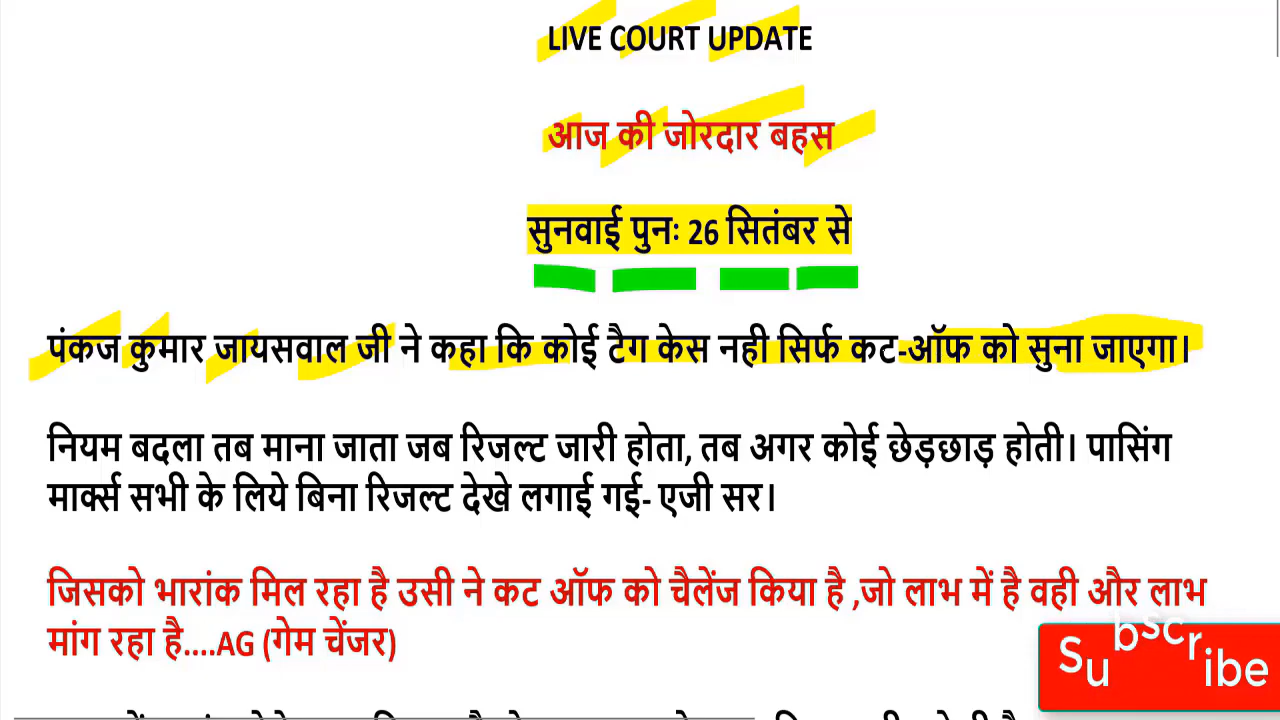 LIVE COURT UPDATE
आज की जोरदार बहस
सुनवाई पुनः 26 सितंबर से
पंकज कुमार जायसवाल जी ने कहा कि कोई टैग केस नही सिर्फ कट-ऑफ को सुना जाएगा।
नियम बदला तब माना जाता जब रिजल्ट जारी होता, तब अगर कोई छेड़छाड़ होती। पासिंग
मार्क्स सभी के लिये बिना रिजल्ट देखे लगाई गई- एजी सर।
जिसको भारांक मिल रहा है उसी ने कट ऑफ को चैलेंज किया है ,जो लाभ में है वही और लाभ
मांग रहा है....AG (गेम चेंजर)
Subscribe